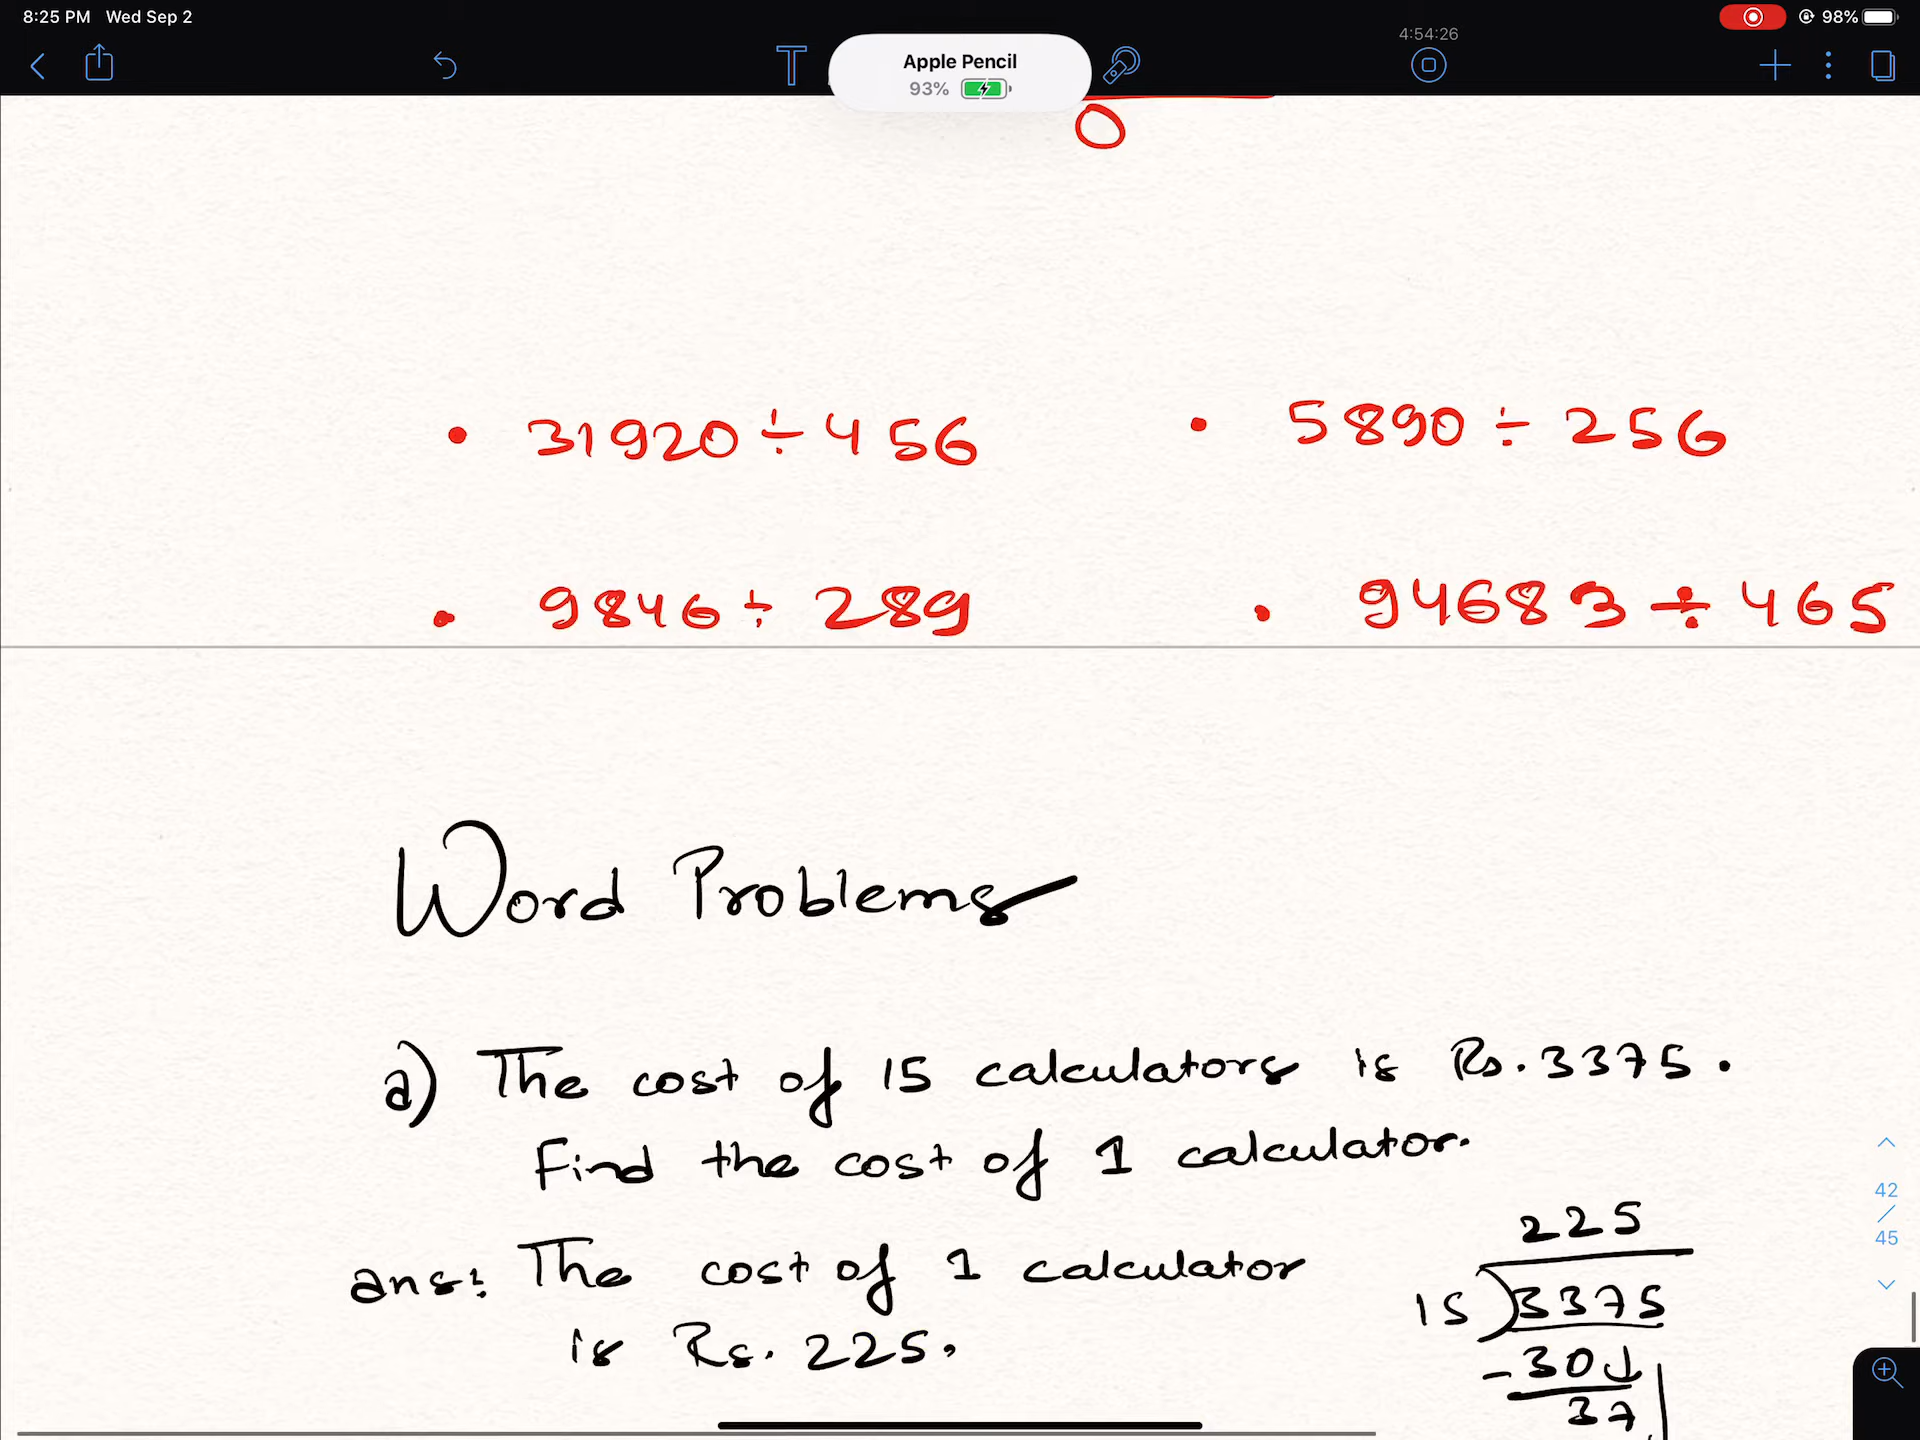 8:25 PM Wed Sep 2
98%
4:54:26
T
Apple Pencil
93%
0
• 31920 ÷ 456
• 5890 ÷ 256
• 9846 ÷ 289
• 94683 ÷ 465
Word Problems
a) The cost of 15 calculators is Rs. 3375.
Find the cost of 1 calculator.
ans: The cost of 1 calculator
is Rs. 225.
225
15)3375
-30↓
37
42
/
45